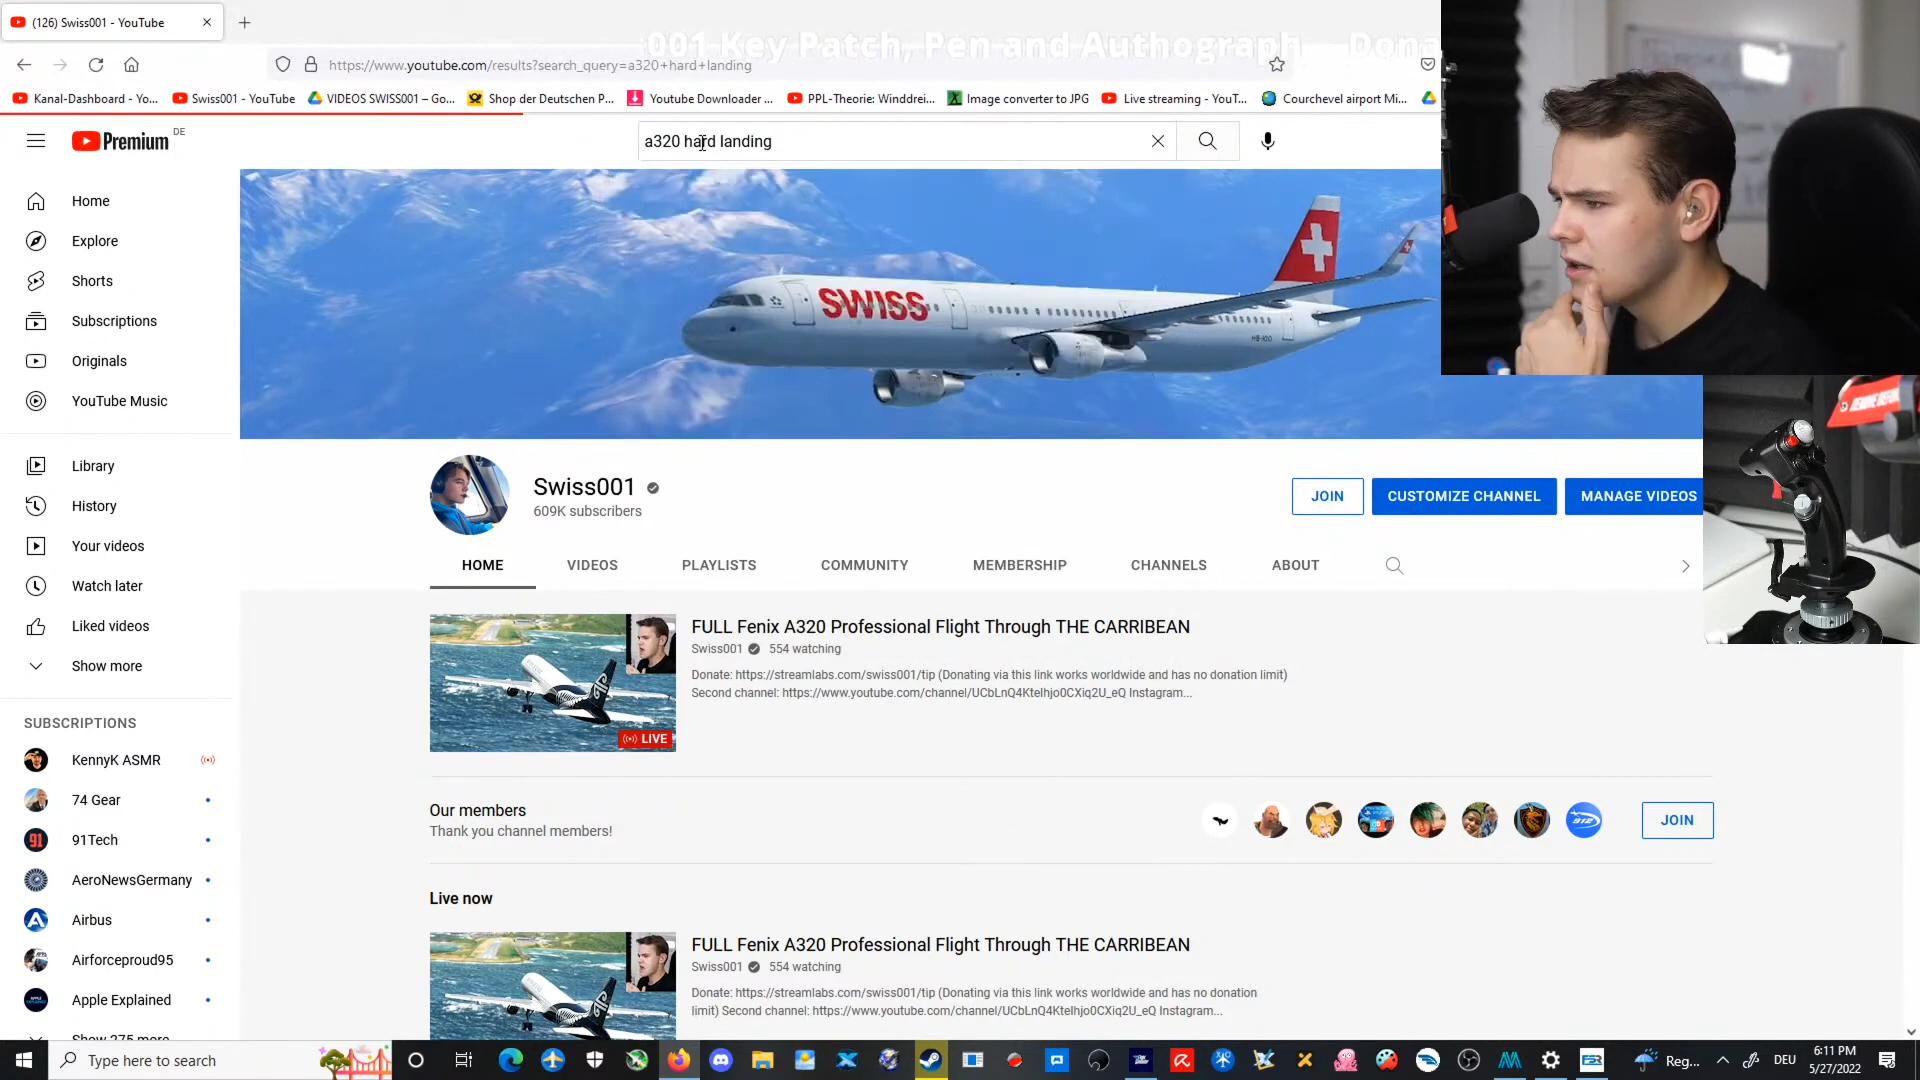 (126) Swiss001 - YouTube
001 Key Patch, Pen and Authograph
https://www.youtube.com/results?search_query=a320+hard+landing
Kanal-Dashboard - Yo...
Swiss001 - YouTube
VIDEOS SWISS001 – Go...
Shop der Deutschen P...
Youtube Downloader ...
PPL-Theorie: Winddrei...
Image converter to JPG
Live streaming - YouT...
Courchevel airport Mi...
Premium DE
a320 hard landing
Home
Explore
Shorts
Subscriptions
Originals
YouTube Music
Library
History
Your videos
Watch later
Liked videos
Show more
SUBSCRIPTIONS
KennyK ASMR
74 Gear
91Tech
AeroNewsGermany
Airbus
Airforceproud95
Apple Explained
Show 275 more
SWISS
Swiss001
609K subscribers
JOIN
CUSTOMIZE CHANNEL
MANAGE VIDEOS
HOME
VIDEOS
PLAYLISTS
COMMUNITY
MEMBERSHIP
CHANNELS
ABOUT
LIVE
FULL Fenix A320 Professional Flight Through THE CARRIBEAN
Swiss001 554 watching
Donate: https://streamlabs.com/swiss001/tip (Donating via this link works worldwide and has no donation limit)
Second channel: https://www.youtube.com/channel/UCbLnQ4Ktelhjo0CXiq2U_eQ Instagram...
Our members
Thank you channel members!
JOIN
Live now
FULL Fenix A320 Professional Flight Through THE CARRIBEAN
Swiss001 554 watching
Donate: https://streamlabs.com/swiss001/tip (Donating via this link works worldwide and has no donation
limit) Second channel: https://www.youtube.com/channel/UCbLnQ4Ktelhjo0CXiq2U_eQ Instagram...
Type here to search
Reg...
DEU
6:11 PM
5/27/2022